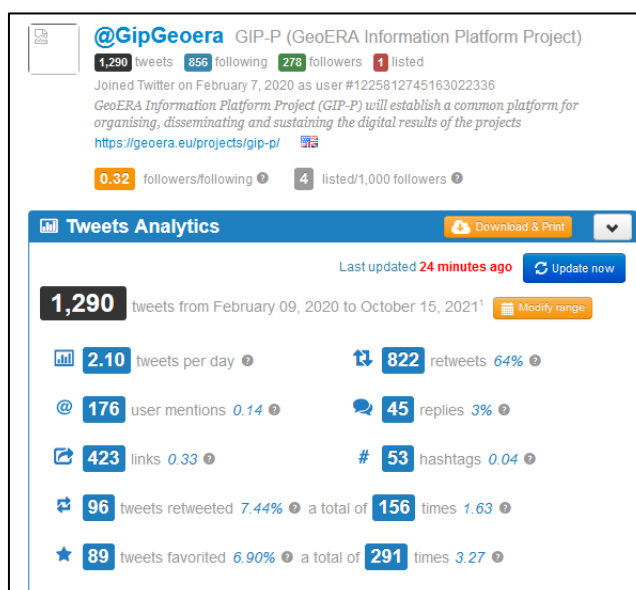 @GipGeoera GIP-P (GeoERA Information Platform Project)
1,290 tweets 856 following 278 followers 1 listed
Joined Twitter on February 7, 2020 as user #1225812745163022336
GeoERA Information Platform Project (GIP-P) will establish a common platform for
organising, disseminating and sustaining the digital results of the projects
https://geoera.eu/projects/gip-p/
0.32 followers/following ? 4 listed/1,000 followers ?
Tweets Analytics Download & Print
Last updated 24 minutes ago Update now
1,290 tweets from February 09, 2020 to October 15, 2021¹ Modify range
2.10 tweets per day ? 822 retweets 64% ?
@ 176 user mentions 0.14 ? 45 replies 3% ?
423 links 0.33 ? # 53 hashtags 0.04 ?
96 tweets retweeted 7.44% ? a total of 156 times 1.63 ?
89 tweets favorited 6.90% ? a total of 291 times 3.27 ?